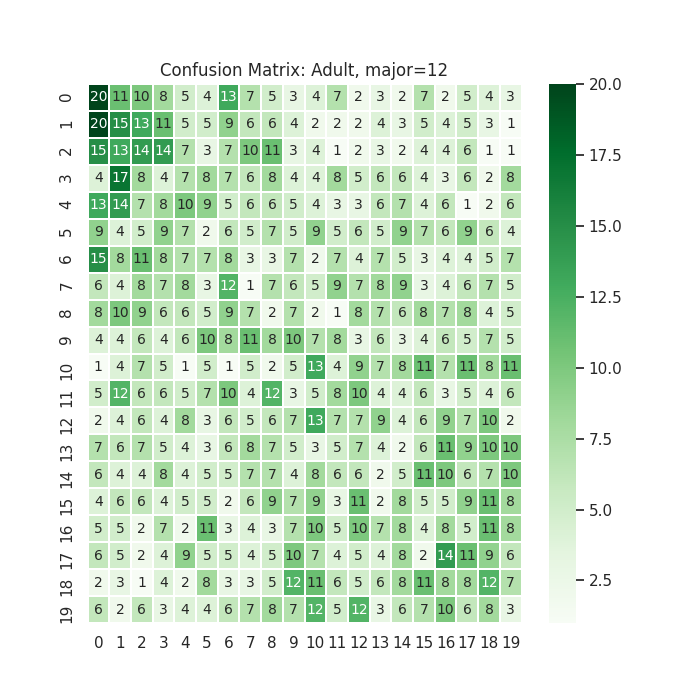 Confusion Matrix: Adult, major=12
0 20 11 10 8 5 4 13 7 5 3 4 7 2 3 2 7 2 5 4 3
1 20 15 13 11 5 5 9 6 6 4 2 2 2 4 3 5 4 5 3 1
2 15 13 14 14 7 3 7 10 11 3 4 1 2 3 2 4 4 6 1 1
3 4 17 8 4 7 8 7 6 8 4 4 8 5 6 6 4 3 6 2 8
4 13 14 7 8 10 9 5 6 6 5 4 3 3 6 7 4 6 1 2 6
5 9 4 5 9 7 2 6 5 7 5 9 5 6 5 9 7 6 9 6 4
6 15 8 11 8 7 7 8 3 3 7 2 7 4 7 5 3 4 4 5 7
7 6 4 8 7 8 3 12 1 7 6 5 9 7 8 9 3 4 6 7 5
8 8 10 9 6 6 5 9 7 2 7 2 1 8 7 6 8 7 8 4 5
9 4 4 6 4 6 10 8 11 8 10 7 8 3 6 3 4 6 5 7 5
10 1 4 7 5 1 5 1 5 2 5 13 4 9 7 8 11 7 11 8 11
11 5 12 6 6 5 7 10 4 12 3 5 8 10 4 4 6 3 5 4 6
12 2 4 6 4 8 3 6 5 6 7 13 7 7 9 4 6 9 7 10 2
13 7 6 7 5 4 3 6 8 7 5 3 5 7 4 2 6 11 9 10 10
14 6 4 4 8 4 5 5 7 7 4 8 6 6 2 5 11 10 6 7 10
15 4 6 6 4 5 5 2 6 9 7 9 3 11 2 8 5 5 9 11 8
16 5 5 2 7 2 11 3 4 3 7 10 5 10 7 8 4 8 5 11 8
17 6 5 2 4 9 5 5 4 5 10 7 4 5 4 8 2 14 11 9 6
18 2 3 1 4 2 8 3 3 5 12 11 6 5 6 8 11 8 8 12 7
19 6 2 6 3 4 4 6 7 8 7 12 5 12 3 6 7 10 6 8 3
0 1 2 3 4 5 6 7 8 9 10 11 12 13 14 15 16 17 18 19
20.0
17.5
15.0
12.5
10.0
7.5
5.0
2.5